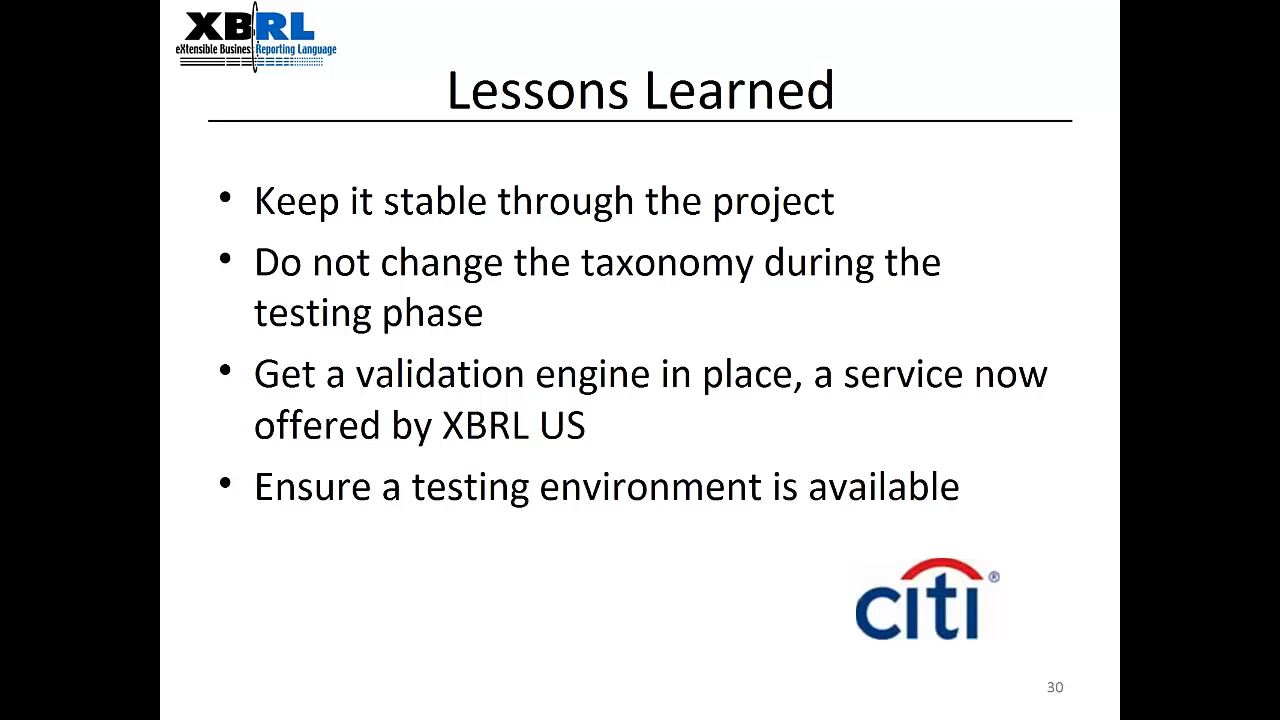 XBRL
eXtensible Business Reporting Language
Lessons Learned
• Keep it stable through the project
• Do not change the taxonomy during the
testing phase
• Get a validation engine in place, a service now
offered by XBRL US
• Ensure a testing environment is available
citi®
30